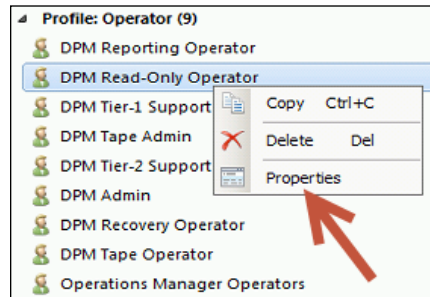 Profile: Operator (9)
DPM Reporting Operator
DPM Read-Only Operator
DPM Tier-1 Support
Copy Ctrl+C
DPM Tape Admin
Delete Del
DPM Tier-2 Support
Properties
DPM Admin
DPM Recovery Operator
DPM Tape Operator
Operations Manager Operators